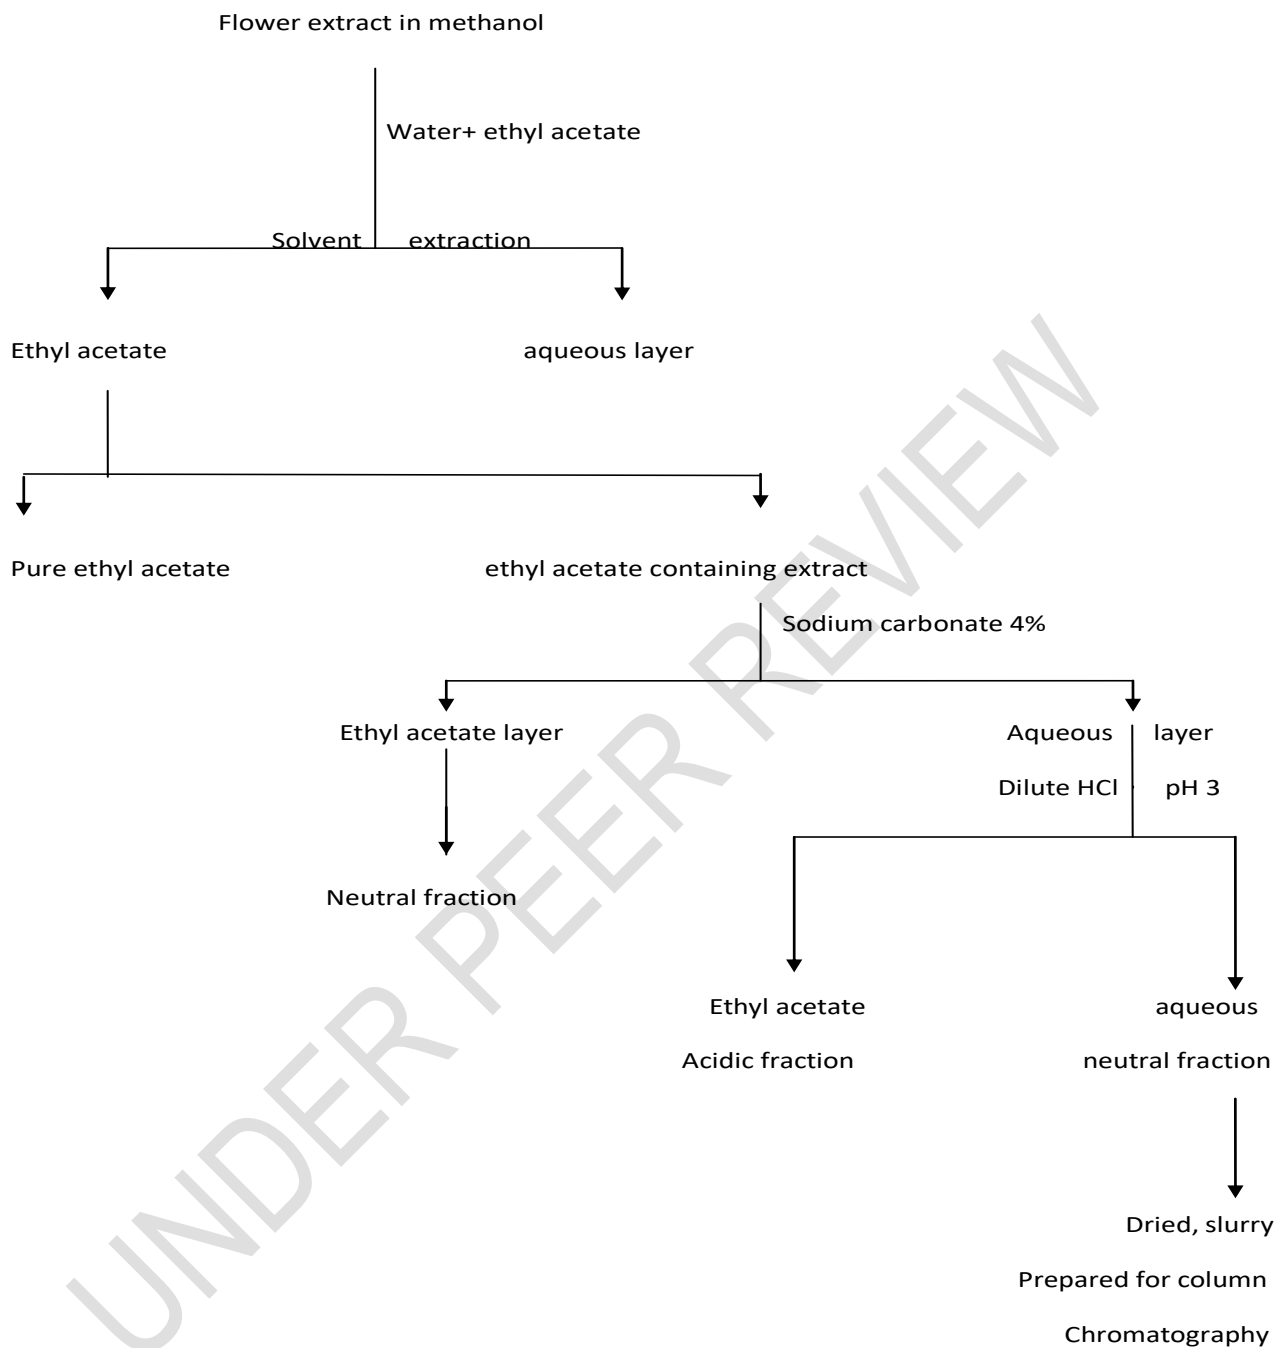 Flower extract in methanol
Water+ ethyl acetate
Solvent extraction
Ethyl acetate aqueous layer
Pure ethyl acetate ethyl acetate containing extract
Sodium carbonate 4%
Ethyl acetate layer Aqueous layer
Dilute HCl pH 3
Neutral fraction
Ethyl acetate aqueous
Acidic fraction neutral fraction
Dried, slurry
Prepared for column
Chromatography
UNDER PEER REVIEW